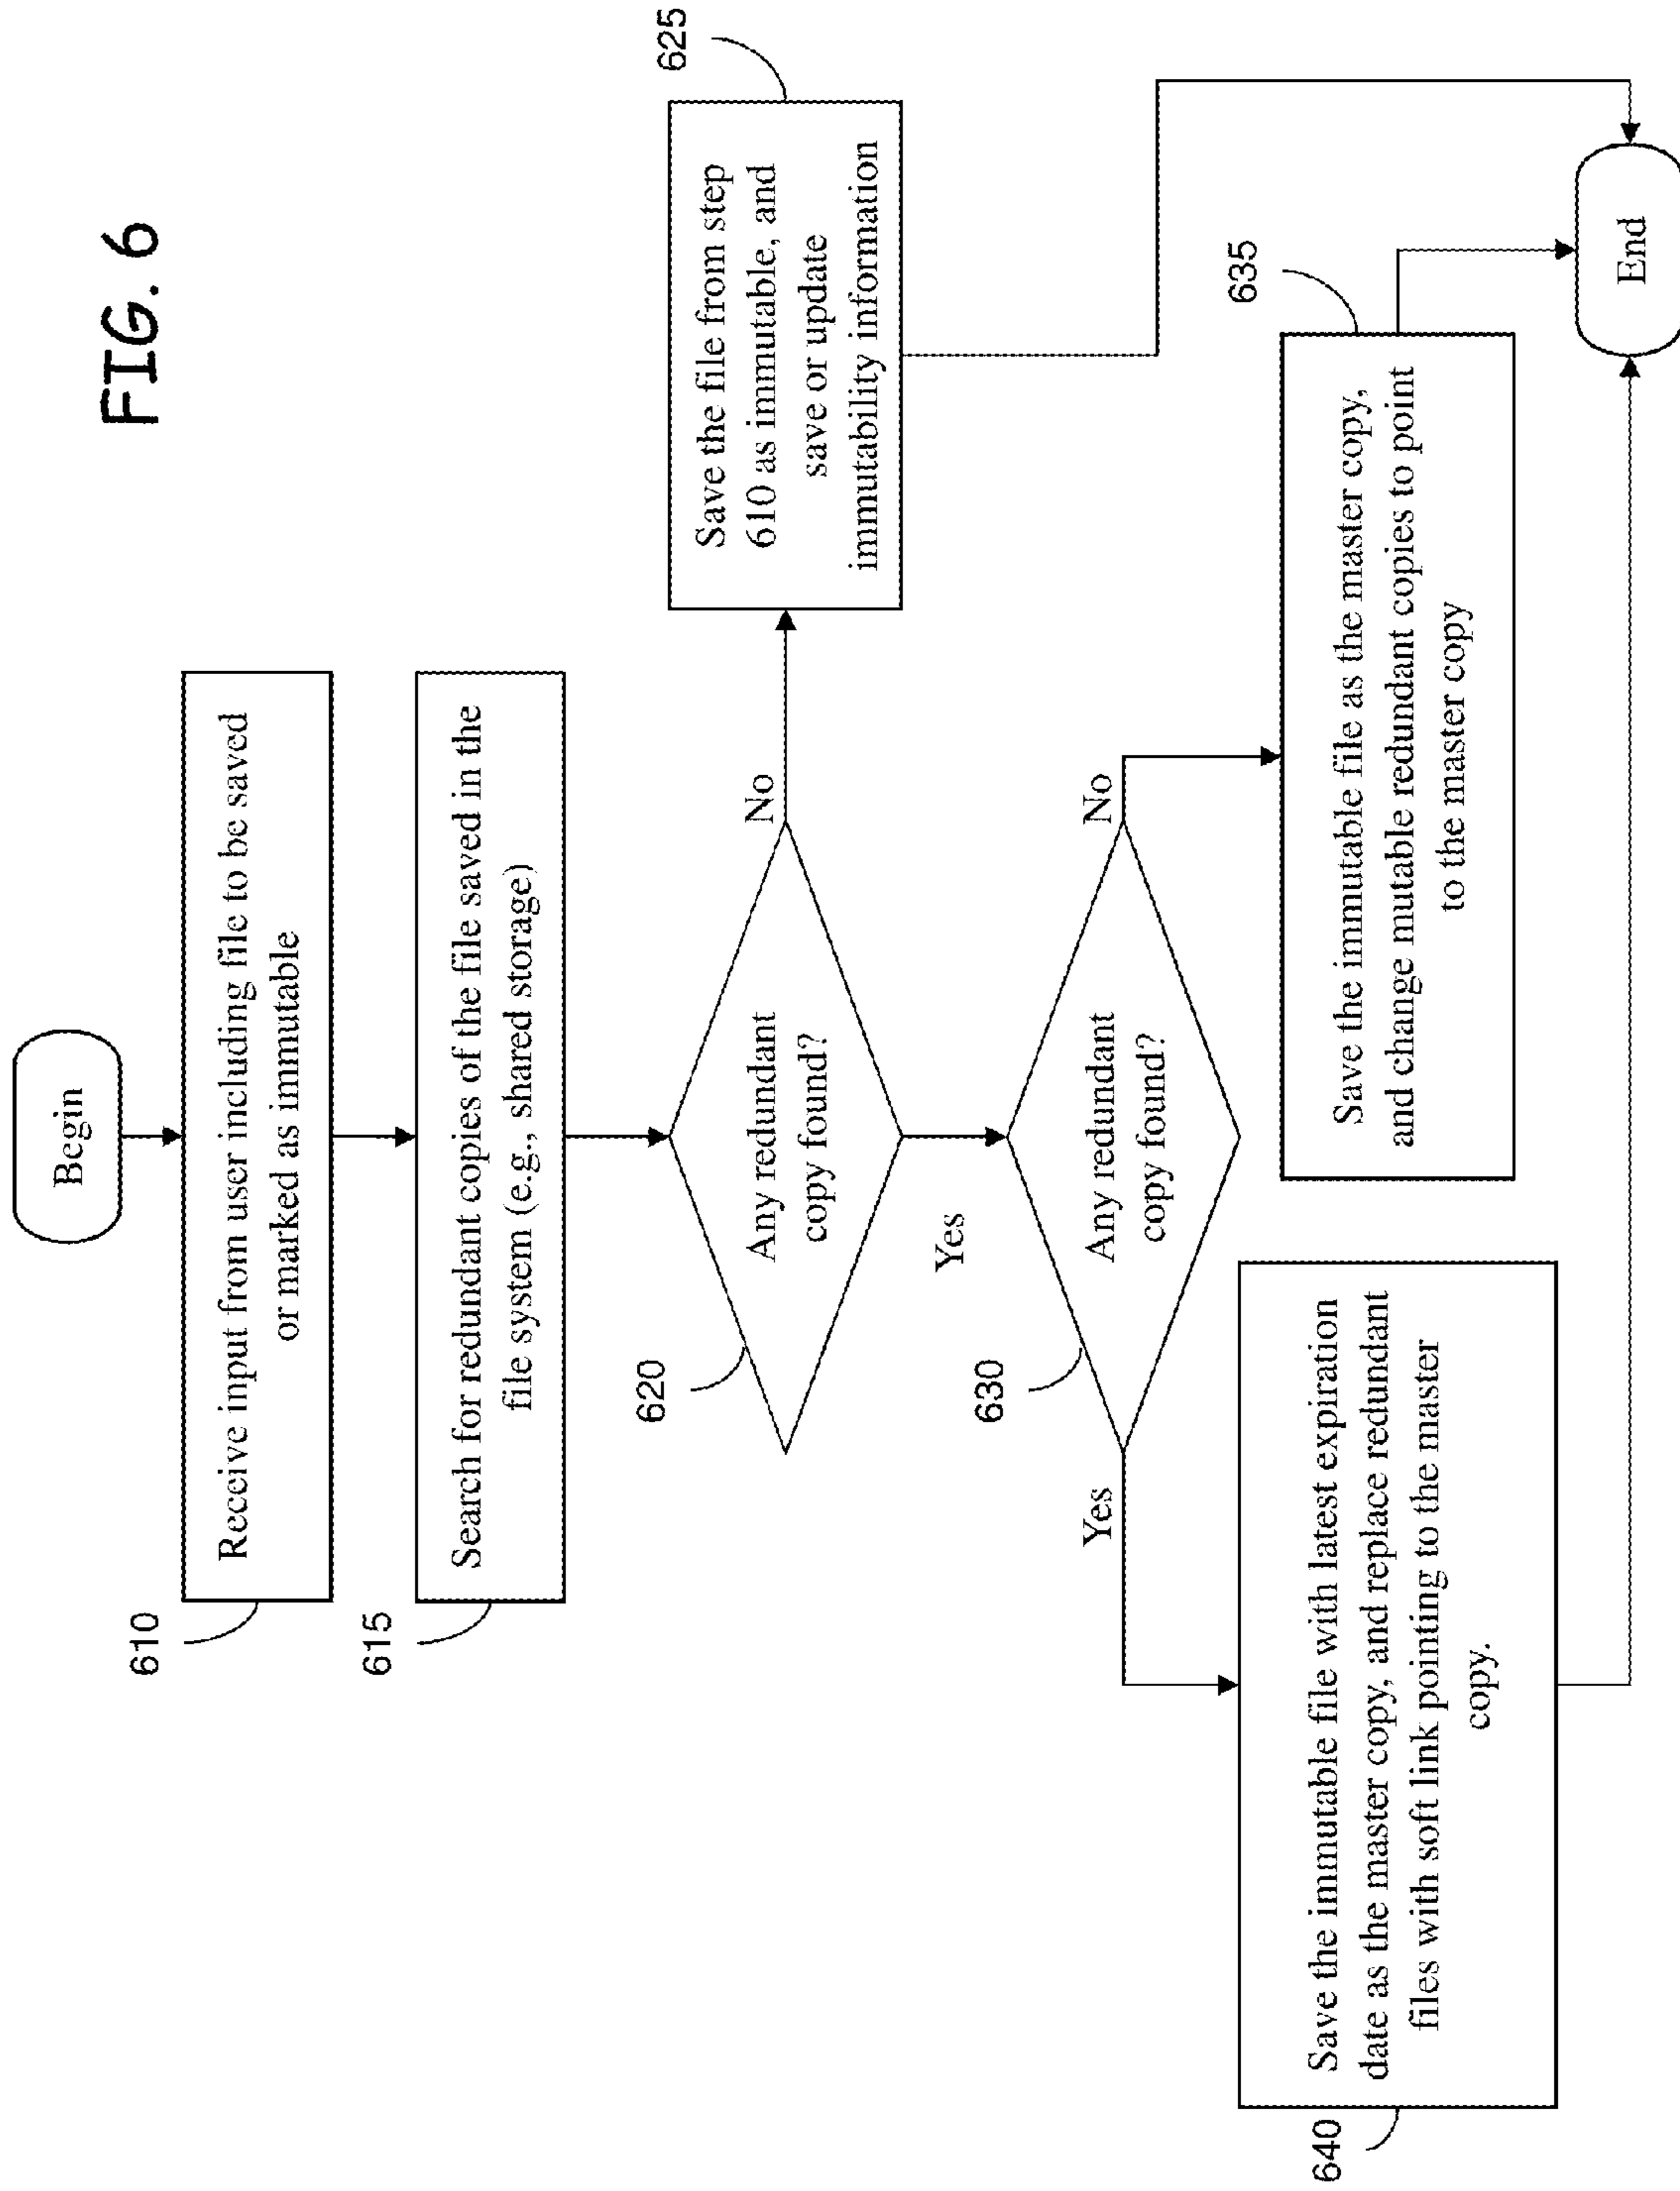 FIG. 6
Begin
610
Receive input from user including file to be saved
or marked as immutable
615
Search for redundant copies of the file saved in the
file system (e.g., shared storage)
620
Any redundant
copy found?
No
625
Save the file from step
610 as immutable, and
save or update
immutability information
Yes
630
Any redundant
copy found?
No
635
Save the immutable file as the master copy,
and change mutable redundant copies to point
to the master copy
Yes
640
Save the immutable file with latest expiration
date as the master copy, and replace redundant
files with soft link pointing to the master
copy.
End